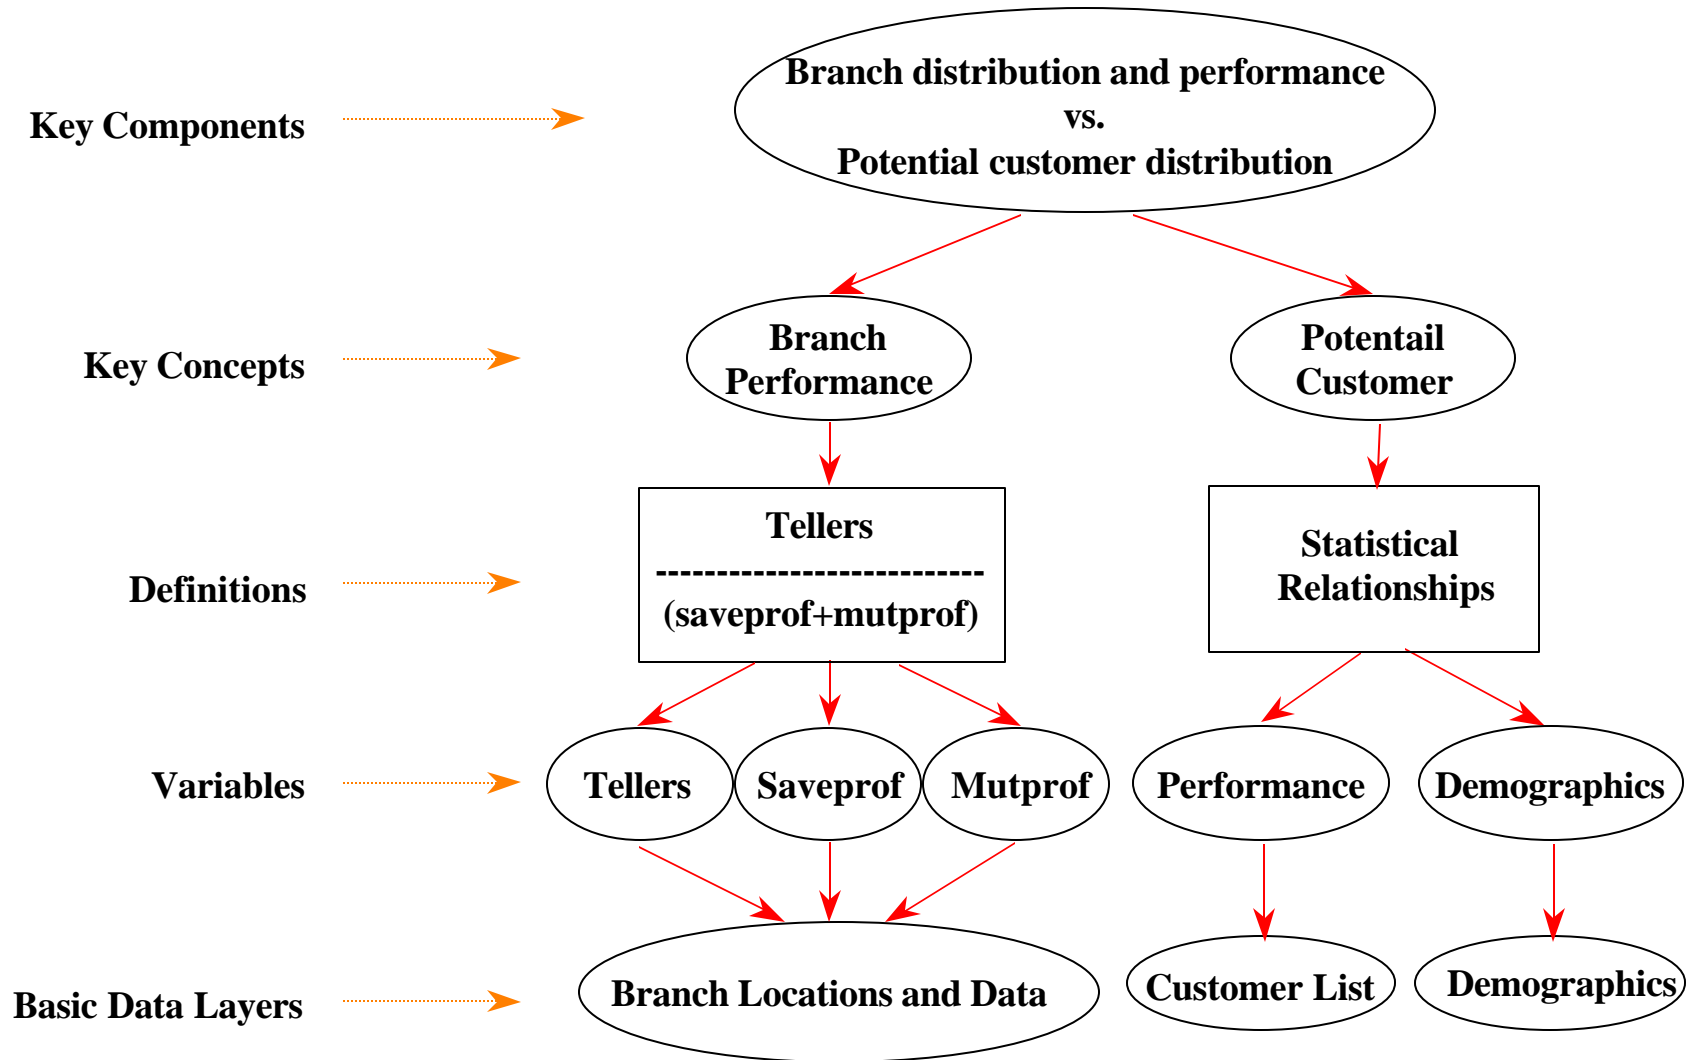 Key Components
Branch distribution and performance
vs.
Potential customer distribution
Key Concepts
Branch
Performance
Potentail
Customer
Definitions
Tellers
---------------------------
(saveprof+mutprof)
Statistical
Relationships
Variables
Tellers
Saveprof
Mutprof
Performance
Demographics
Basic Data Layers
Branch Locations and Data
Customer List
Demographics